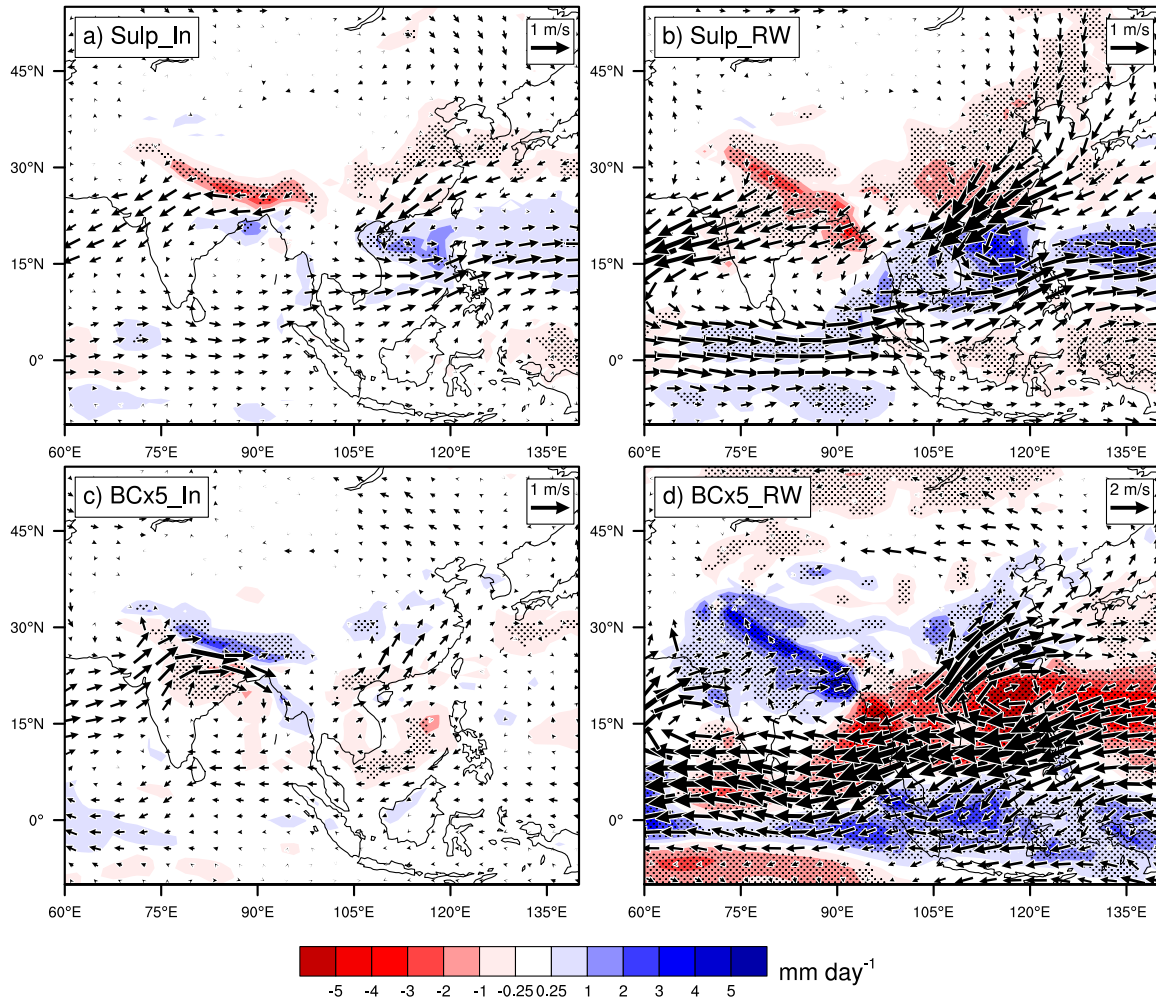 a) Sulp_In
1 m/s
b) Sulp_RW
1 m/s
45°N
45°N
30°N
30°N
15°N
15°N
0°
0°
60°E 75°E 90°E 105°E 120°E 135°E
60°E 75°E 90°E 105°E 120°E 135°E
c) BCx5_In
1 m/s
d) BCx5_RW
2 m/s
45°N
45°N
30°N
30°N
15°N
15°N
0°
0°
60°E 75°E 90°E 105°E 120°E 135°E
60°E 75°E 90°E 105°E 120°E 135°E
-5 -4 -3 -2 -1 -0.25 0.25 1 2 3 4 5
mm day⁻¹